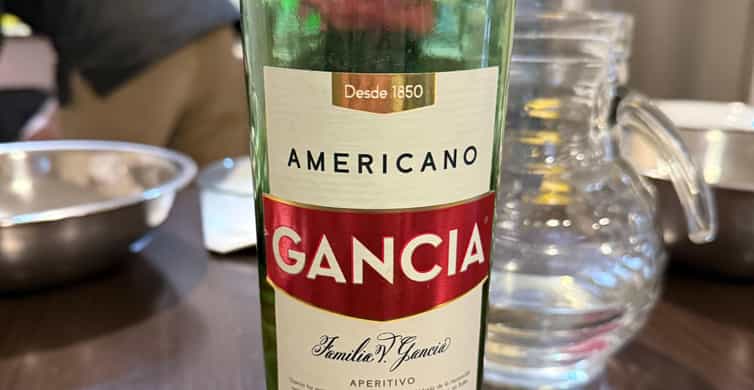 Desde 1850
AMERICANO
GANCIA
Familia V. Gancia
APERITIVO